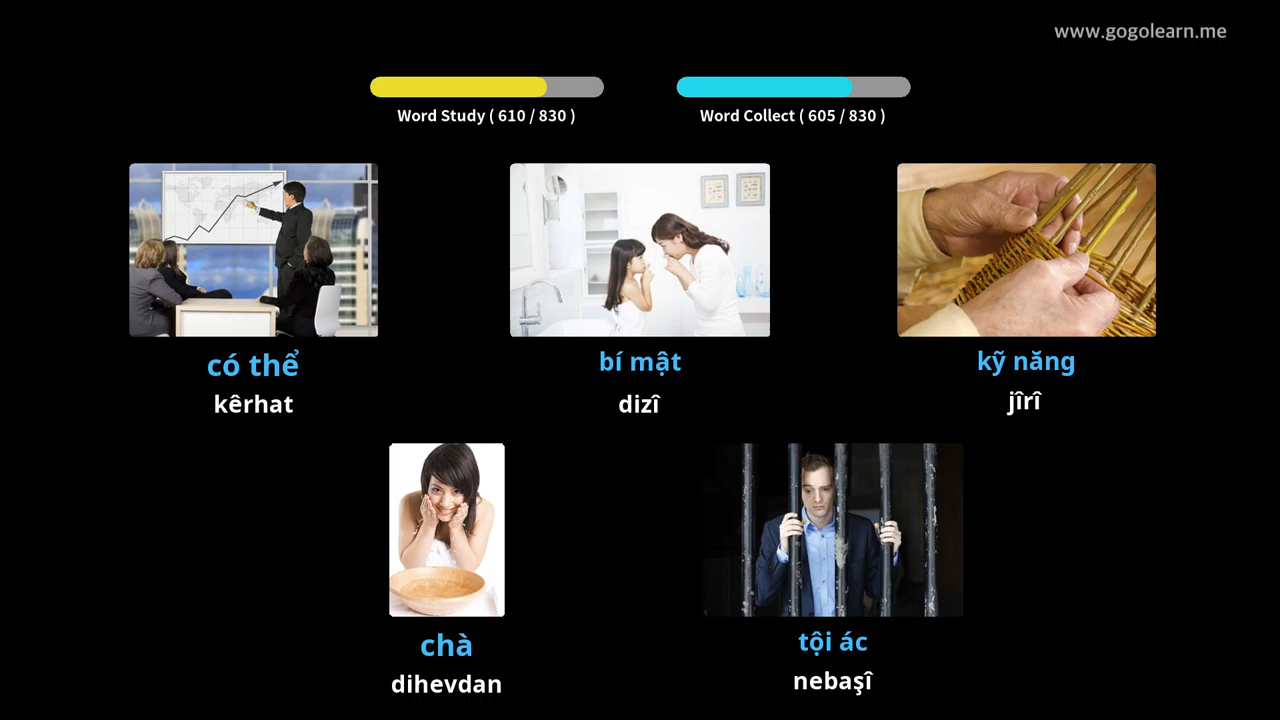 www.gogolearn.me
Word Study ( 610 / 830 )
Word Collect ( 605 / 830 )
có thể
kêrhat
bí mật
dizî
kỹ năng
jîrî
chà
dihevdan
tội ác
nebaşî